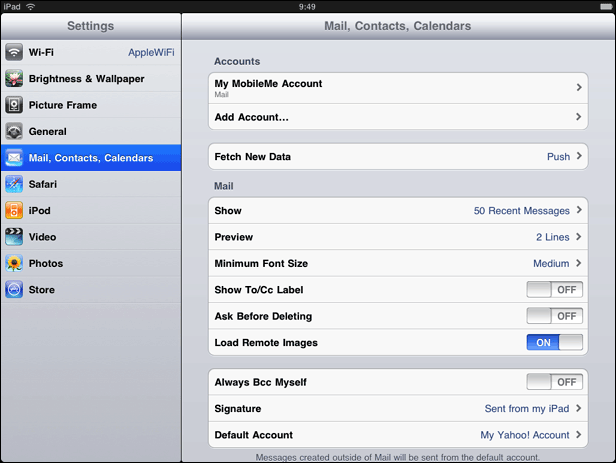 iPad 9:49
Settings
Wi-Fi AppleWiFi
Brightness & Wallpaper
Picture Frame
General
Mail, Contacts, Calendars
Safari
iPod
Video
Photos
Store
Mail, Contacts, Calendars
Accounts
My MobileMe Account
Mail
Add Account...
Fetch New Data Push
Mail
Show 50 Recent Messages
Preview 2 Lines
Minimum Font Size Medium
Show To/Cc Label OFF
Ask Before Deleting OFF
Load Remote Images ON
Always Bcc Myself OFF
Signature Sent from my iPad
Default Account My Yahoo! Account
Messages created outside of Mail will be sent from the default account.